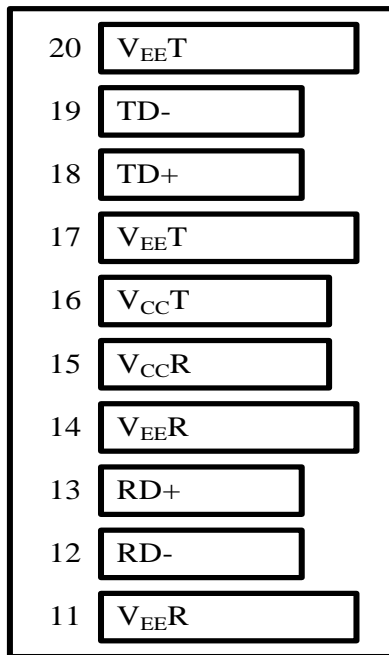 20 VEET
19 TD-
18 TD+
17 VEET
16 VCCT
15 VCCR
14 VEER
13 RD+
12 RD-
11 VEER